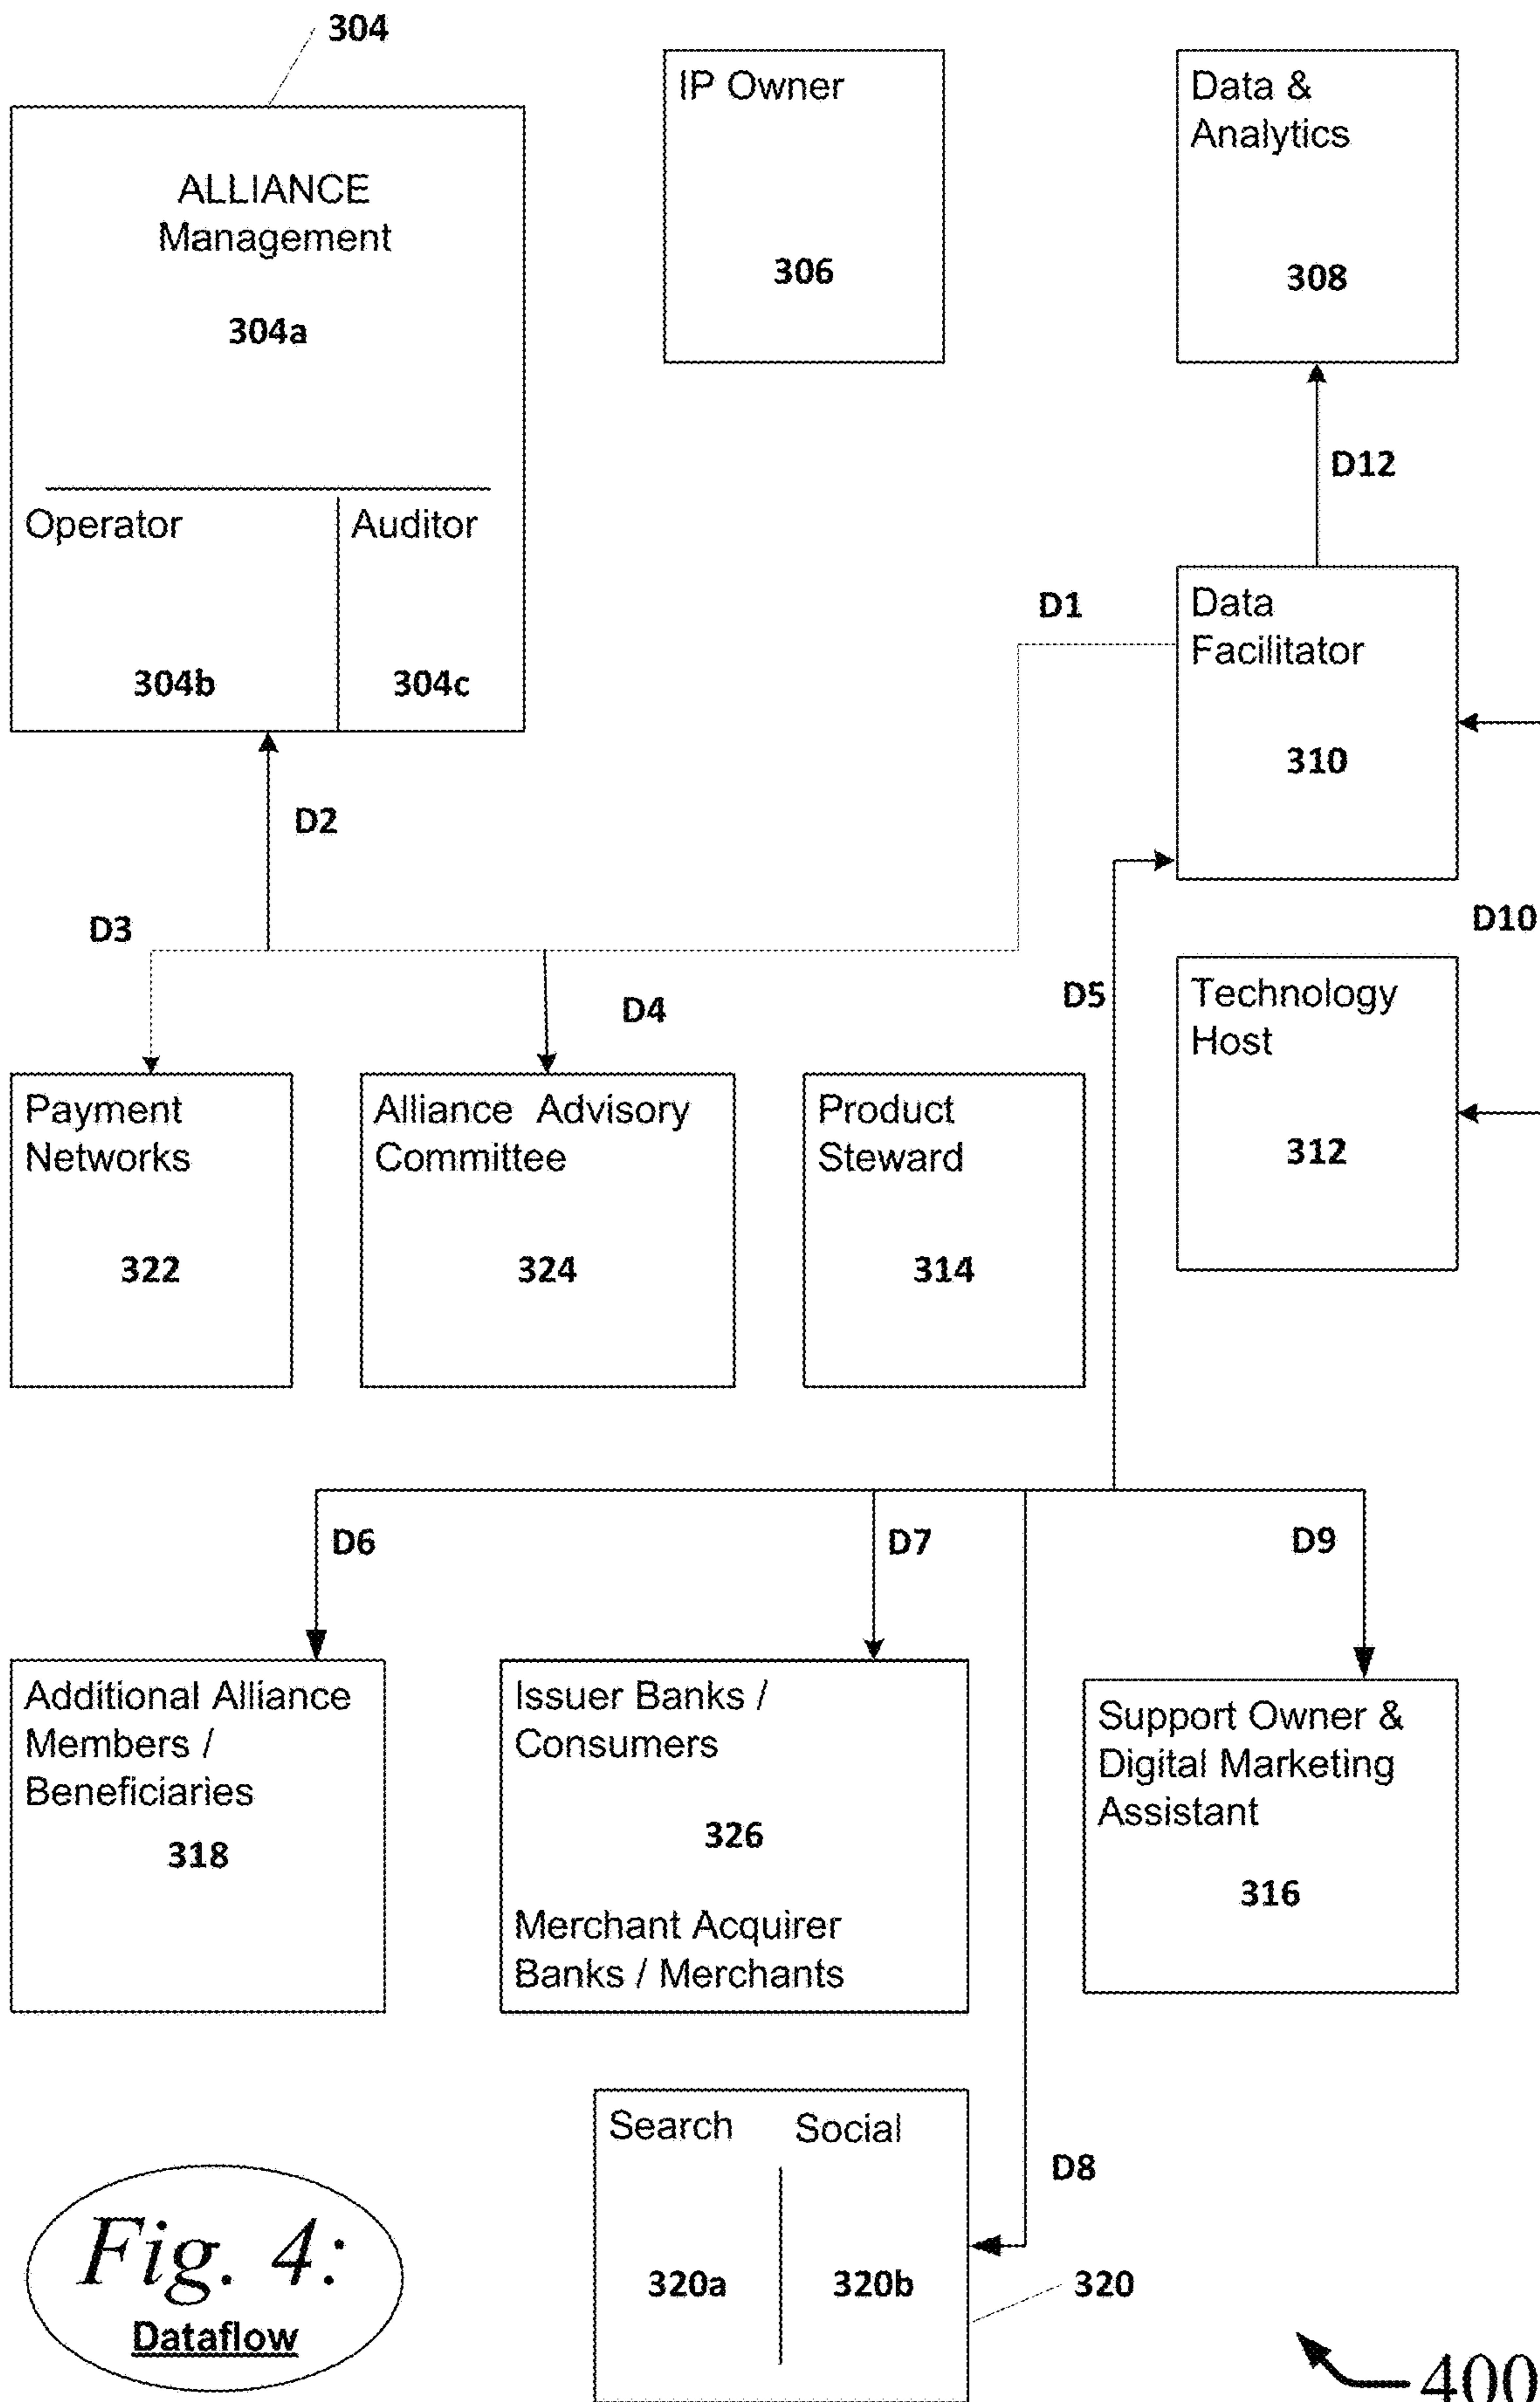 304
ALLIANCE
Management
304a
Operator
Auditor
304b
304c
IP Owner
306
Data &
Analytics
308
D12
D1
Data
Facilitator
310
D2
D3
D4
D5
D10
Technology
Host
312
Payment
Networks
322
Alliance Advisory
Committee
324
Product
Steward
314
D6
D7
D9
Additional Alliance
Members /
Beneficiaries
318
Issuer Banks /
Consumers
326
Merchant Acquirer
Banks / Merchants
Support Owner &
Digital Marketing
Assistant
316
Search
Social
320a
320b
D8
320
Fig. 4:
Dataflow
400